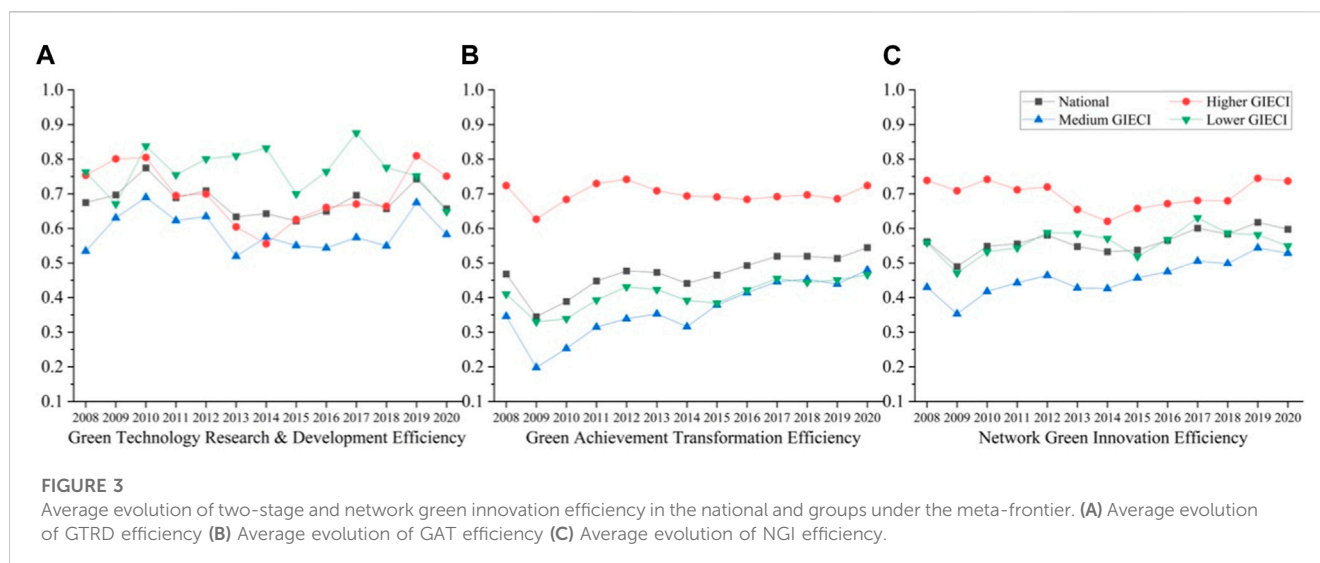 A
B
C
1.0
0.9
0.8
0.7
0.6
0.5
0.4
0.3
0.2
0.1
2008 2009 2010 2011 2012 2013 2014 2015 2016 2017 2018 2019 2020
Green Technology Research & Development Efficiency
1.0
0.9
0.8
0.7
0.6
0.5
0.4
0.3
0.2
0.1
2008 2009 2010 2011 2012 2013 2014 2015 2016 2017 2018 2019 2020
Green Achievement Transformation Efficiency
1.0
0.9
0.8
0.7
0.6
0.5
0.4
0.3
0.2
0.1
National Higher GIECI
Medium GIECI Lower GIECI
2008 2009 2010 2011 2012 2013 2014 2015 2016 2017 2018 2019 2020
Network Green Innovation Efficiency
FIGURE 3
Average evolution of two-stage and network green innovation efficiency in the national and groups under the meta-frontier. (A) Average evolution
of GTRD efficiency (B) Average evolution of GAT efficiency (C) Average evolution of NGI efficiency.